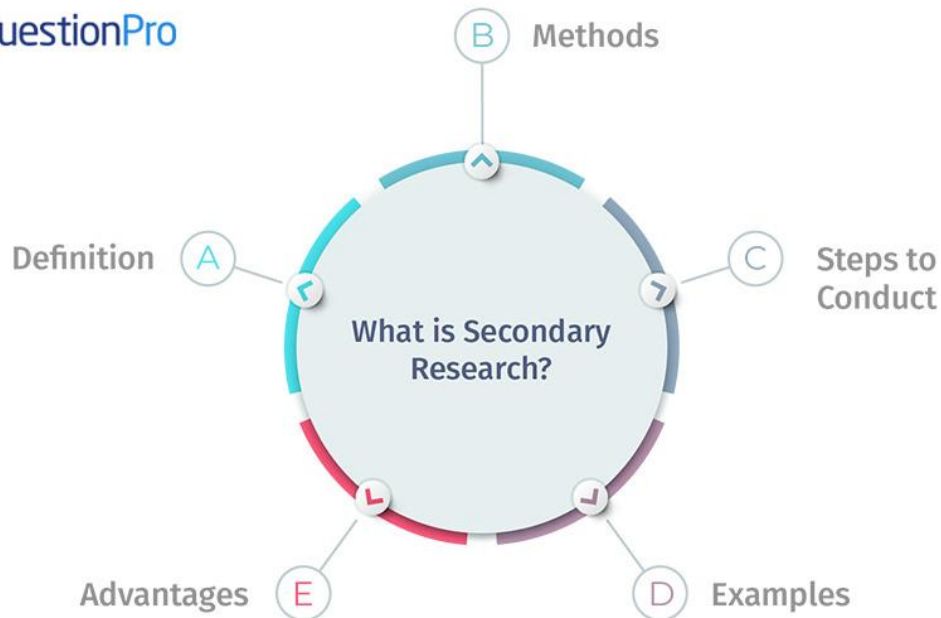 uestionPro
B Methods
Definition A
C Steps to
Conduct
What is Secondary
Research?
Advantages E
D Examples